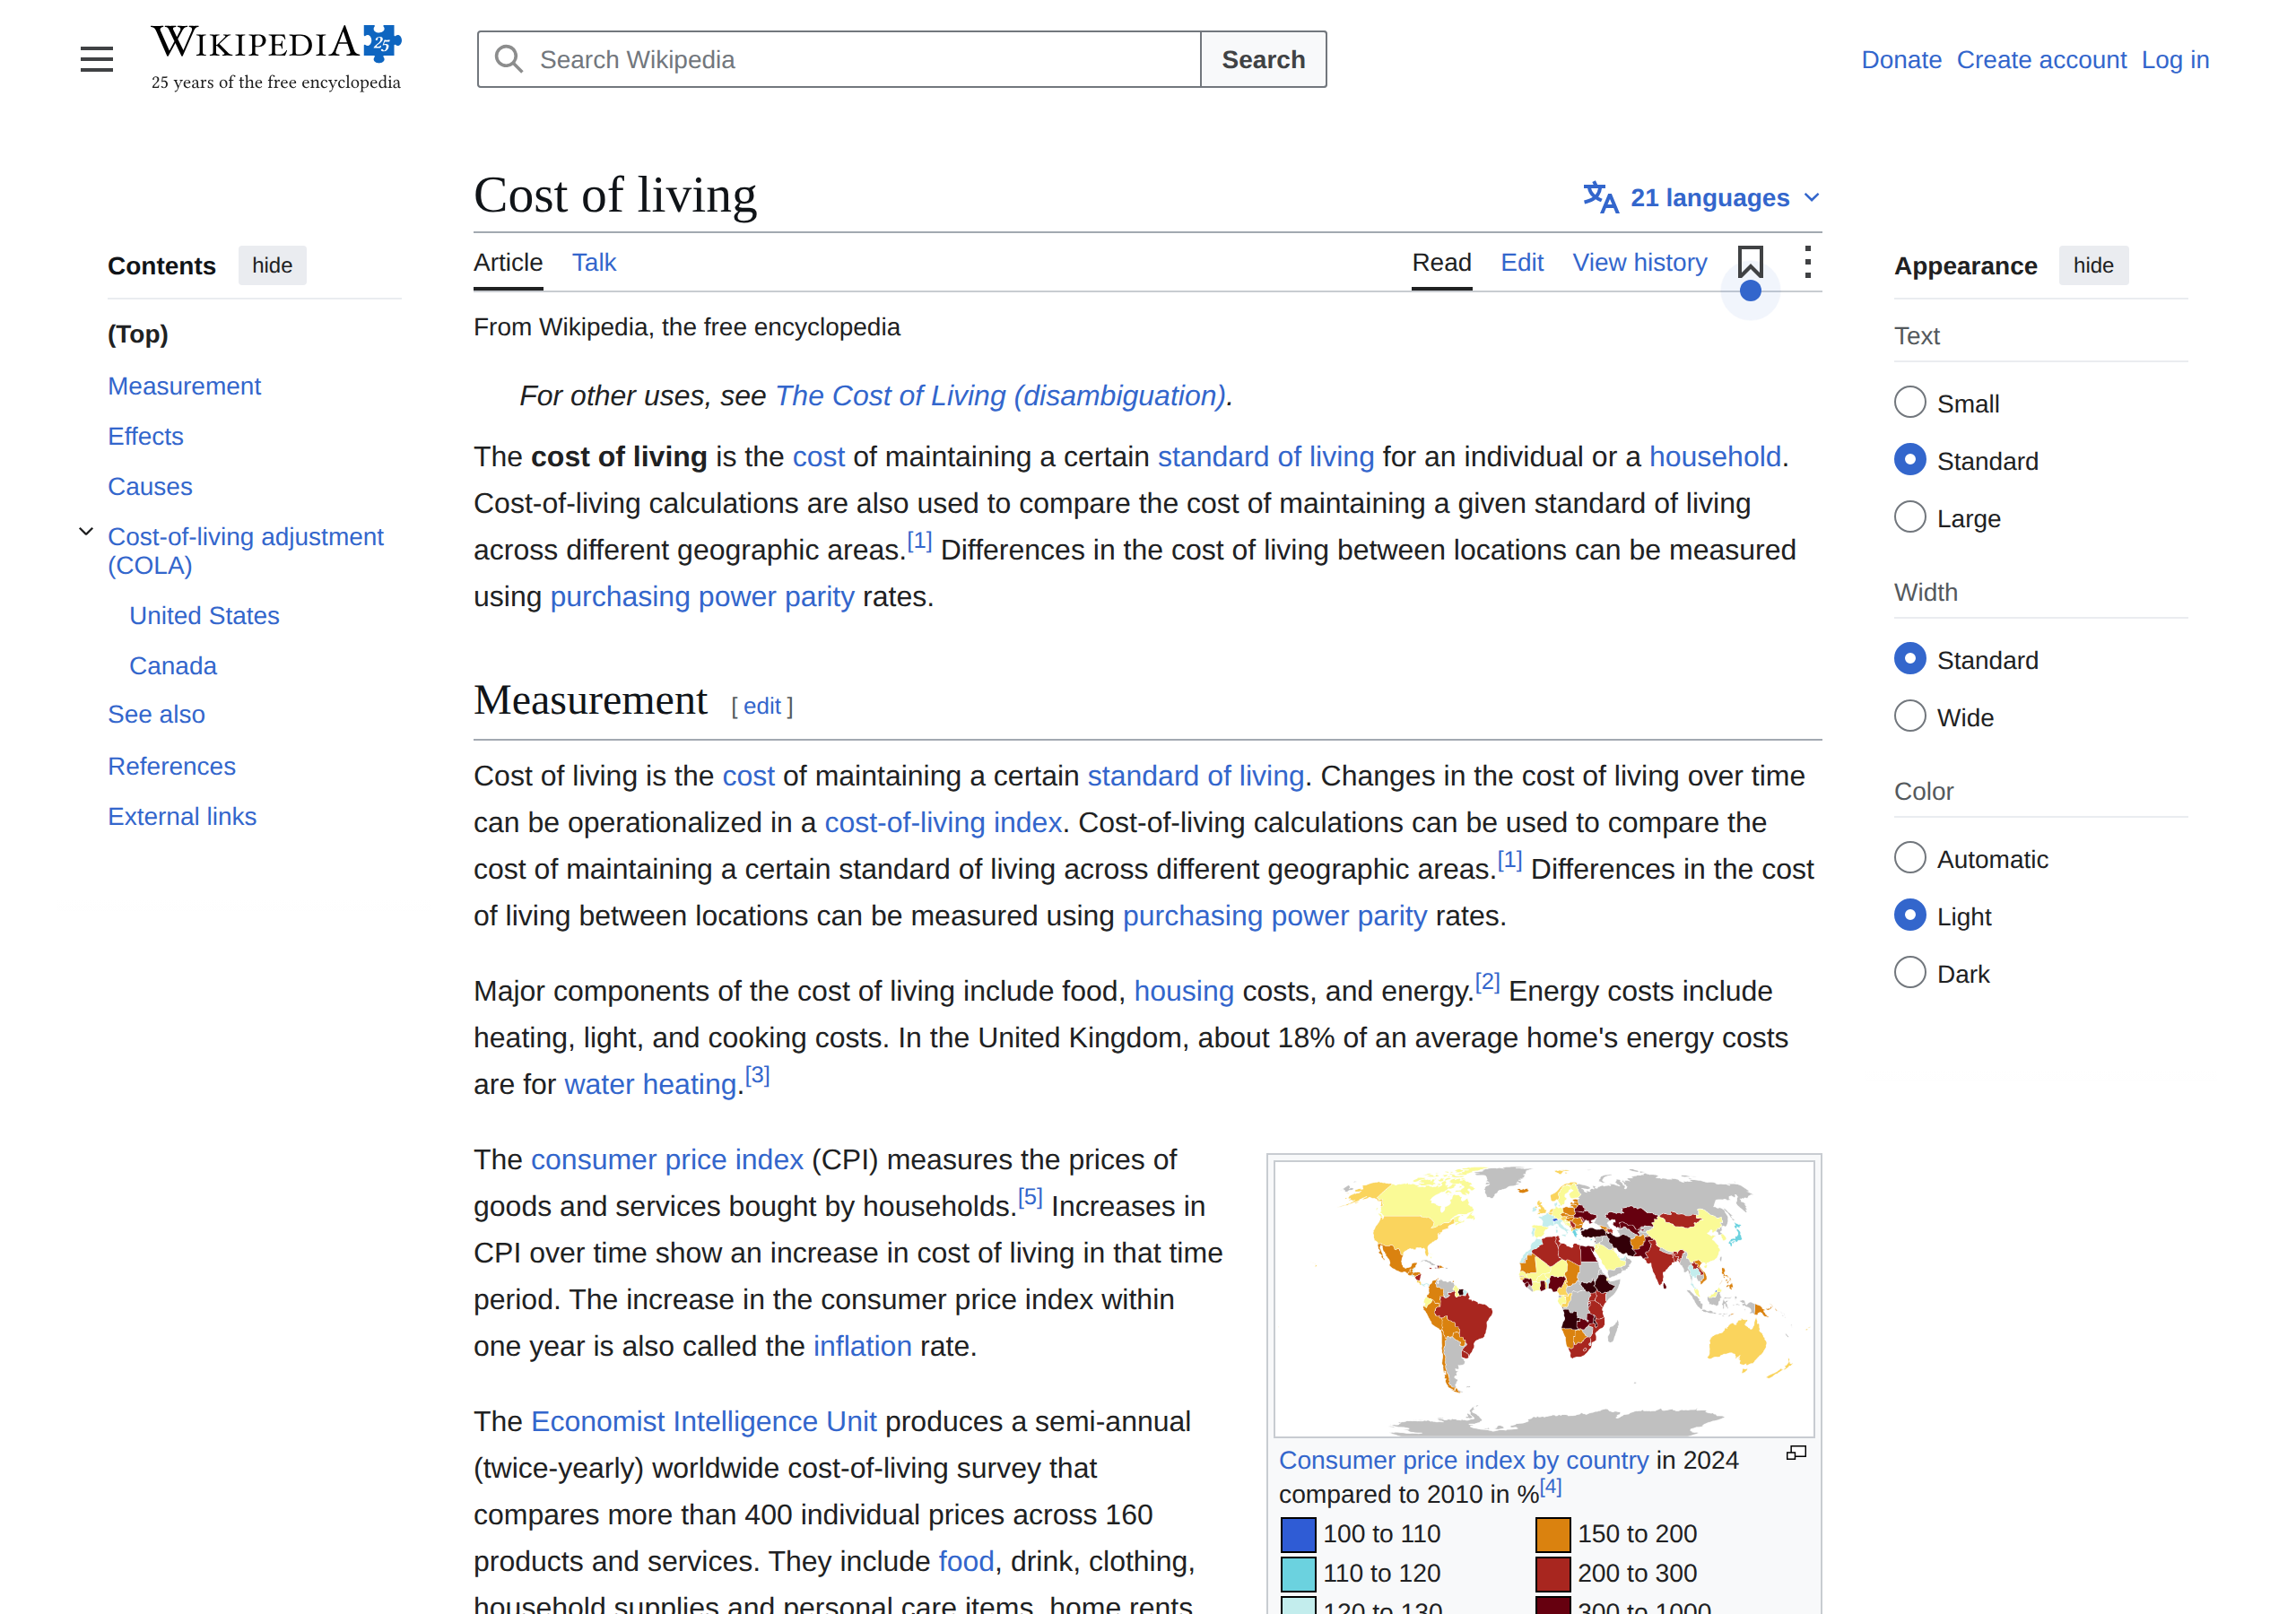 WIKIPEDIA 25
25 years of the free encyclopedia
Search Wikipedia
Search
Donate Create account Log in
Cost of living
21 languages
Contents hide
(Top)
Measurement
Effects
Causes
Cost-of-living adjustment
(COLA)
United States
Canada
See also
References
External links
Article Talk
Read Edit View history
From Wikipedia, the free encyclopedia
For other uses, see The Cost of Living (disambiguation).
The cost of living is the cost of maintaining a certain standard of living for an individual or a household.
Cost-of-living calculations are also used to compare the cost of maintaining a given standard of living
across different geographic areas.[1] Differences in the cost of living between locations can be measured
using purchasing power parity rates.
Measurement [ edit ]
Cost of living is the cost of maintaining a certain standard of living. Changes in the cost of living over time
can be operationalized in a cost-of-living index. Cost-of-living calculations can be used to compare the
cost of maintaining a certain standard of living across different geographic areas.[1] Differences in the cost
of living between locations can be measured using purchasing power parity rates.
Major components of the cost of living include food, housing costs, and energy.[2] Energy costs include
heating, light, and cooking costs. In the United Kingdom, about 18% of an average home's energy costs
are for water heating.[3]
The consumer price index (CPI) measures the prices of
goods and services bought by households.[5] Increases in
CPI over time show an increase in cost of living in that time
period. The increase in the consumer price index within
one year is also called the inflation rate.
The Economist Intelligence Unit produces a semi-annual
(twice-yearly) worldwide cost-of-living survey that
compares more than 400 individual prices across 160
products and services. They include food, drink, clothing,
household supplies and personal care items, home rents,
Consumer price index by country in 2024
compared to 2010 in %[4]
100 to 110
110 to 120
120 to 130
150 to 200
200 to 300
300 to 1000
Appearance hide
Text
Small
Standard
Large
Width
Standard
Wide
Color
Automatic
Light
Dark